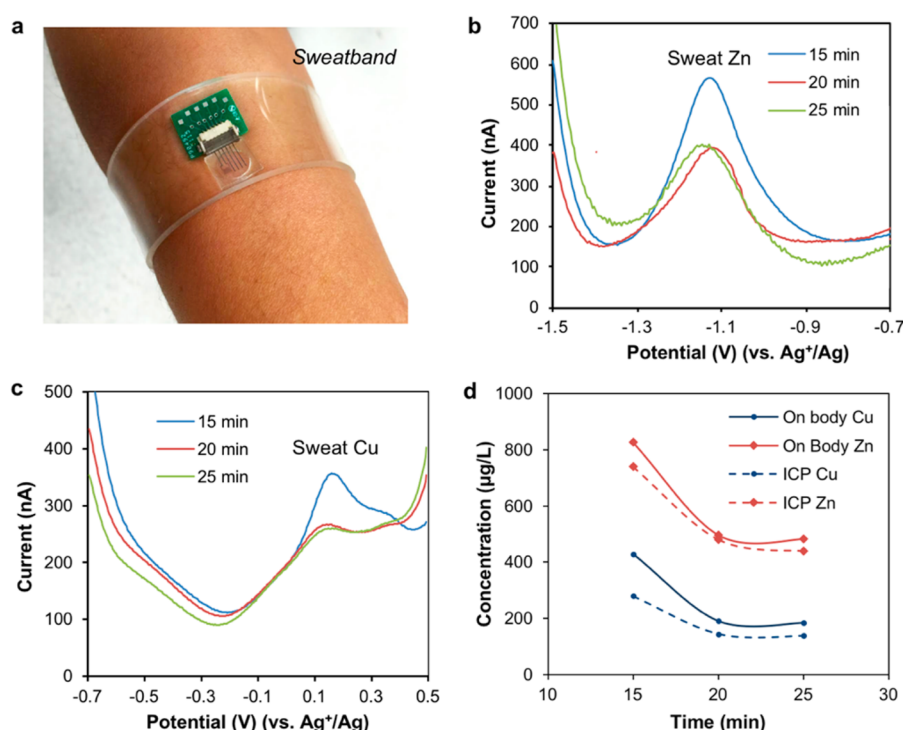 a
Sweatband
b
700
600
500
400
300
200
100
0
Current (nA)
Sweat Zn
15 min
20 min
25 min
-1.5
-1.3
-1.1
-0.9
-0.7
Potential (V) (vs. Ag⁺/Ag)
c
500
400
300
200
100
0
Currrent (nA)
15 min
20 min
25 min
Sweat Cu
-0.7
-0.5
-0.3
-0.1
0.1
0.3
0.5
Potential (V) (vs. Ag⁺/Ag)
d
1000
800
600
400
200
0
Concentration (µg/L)
On body Cu
On Body Zn
ICP Cu
ICP Zn
10
15
20
25
30
Time (min)